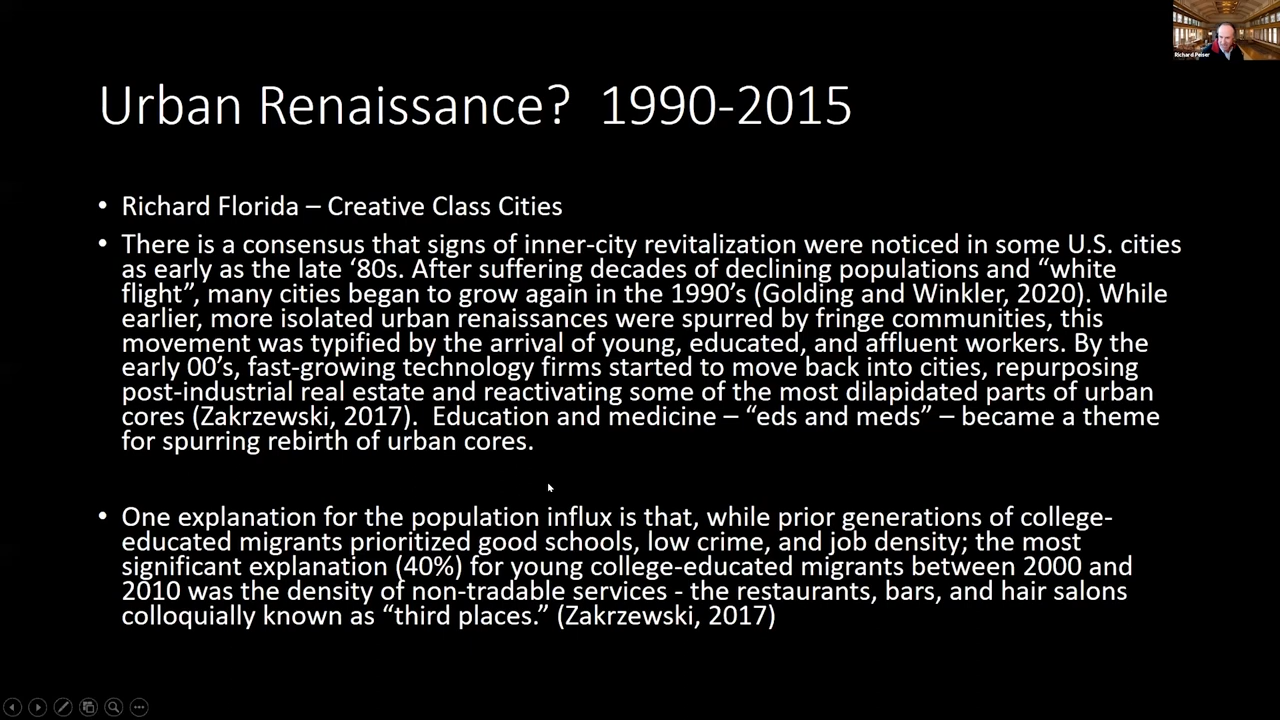 Richard Peiser
Urban Renaissance? 1990-2015
• Richard Florida – Creative Class Cities
• There is a consensus that signs of inner-city revitalization were noticed in some U.S. cities
as early as the late ‘80s. After suffering decades of declining populations and “white
flight”, many cities began to grow again in the 1990’s (Golding and Winkler, 2020). While
earlier, more isolated urban renaissances were spurred by fringe communities, this
movement was typified by the arrival of young, educated, and affluent workers. By the
early 00’s, fast-growing technology firms started to move back into cities, repurposing
post-industrial real estate and reactivating some of the most dilapidated parts of urban
cores (Zakrzewski, 2017). Education and medicine – “eds and meds” – became a theme
for spurring rebirth of urban cores.
• One explanation for the population influx is that, while prior generations of college-
educated migrants prioritized good schools, low crime, and job density; the most
significant explanation (40%) for young college-educated migrants between 2000 and
2010 was the density of non-tradable services - the restaurants, bars, and hair salons
colloquially known as “third places.” (Zakrzewski, 2017)